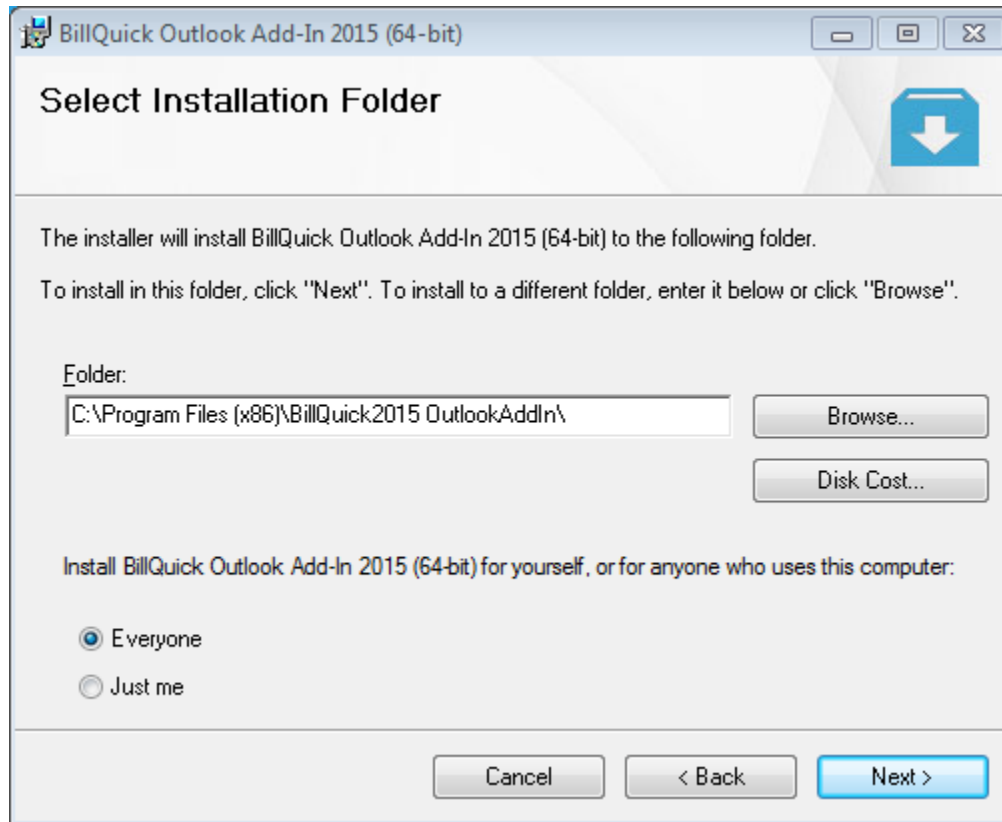 BillQuick Outlook Add-In 2015 (64-bit)
Select Installation Folder
The installer will install BillQuick Outlook Add-In 2015 (64-bit) to the following folder.
To install in this folder, click "Next". To install to a different folder, enter it below or click "Browse".
Folder:
C:\Program Files (x86)\BillQuick2015 OutlookAddIn\
Browse...
Disk Cost...
Install BillQuick Outlook Add-In 2015 (64-bit) for yourself, or for anyone who uses this computer:
Everyone
Just me
Cancel
< Back
Next >